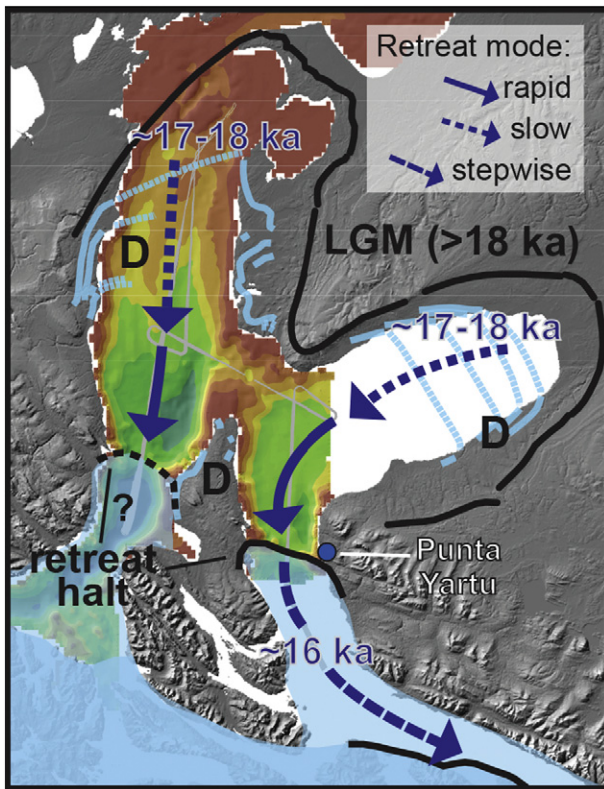 Retreat mode:
rapid
slow
stepwise
~17-18 ka
LGM (>18 ka)
D
~17-18 ka
D
D
?
retreat
halt
Punta
Yartu
~16 ka